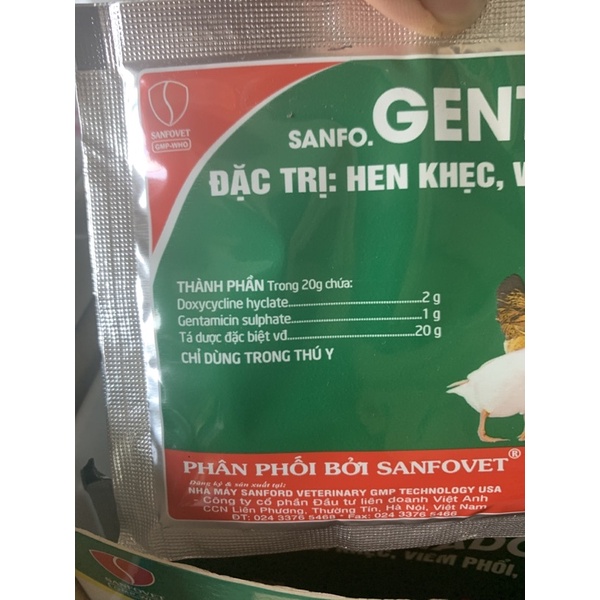 SANFOVET
GMP-WHO
SANFO.GENT
ĐẶC TRỊ: HEN KHẸC, V
THÀNH PHẦN Trong 20g chứa:
Doxycycline hyclate........................2 g
Gentamicin sulphate........................1 g
Tá dược đặc biệt vđ........................20 g
CHỈ DÙNG TRONG THÚ Y
PHÂN PHỐI BỞI SANFOVET®
Đăng ký & sản xuất tại:
NHÀ MÁY SANFORD VETERINARY GMP TECHNOLOGY USA
- Công ty cổ phần Đầu tư liên doanh Việt Anh
CCN Liên Phương, Thường Tín, Hà Nội, Việt Nam
ĐT: 024 3376 5469 * Fax: 024 3376 5466
VIÊM PHỔI,
SANFOVET